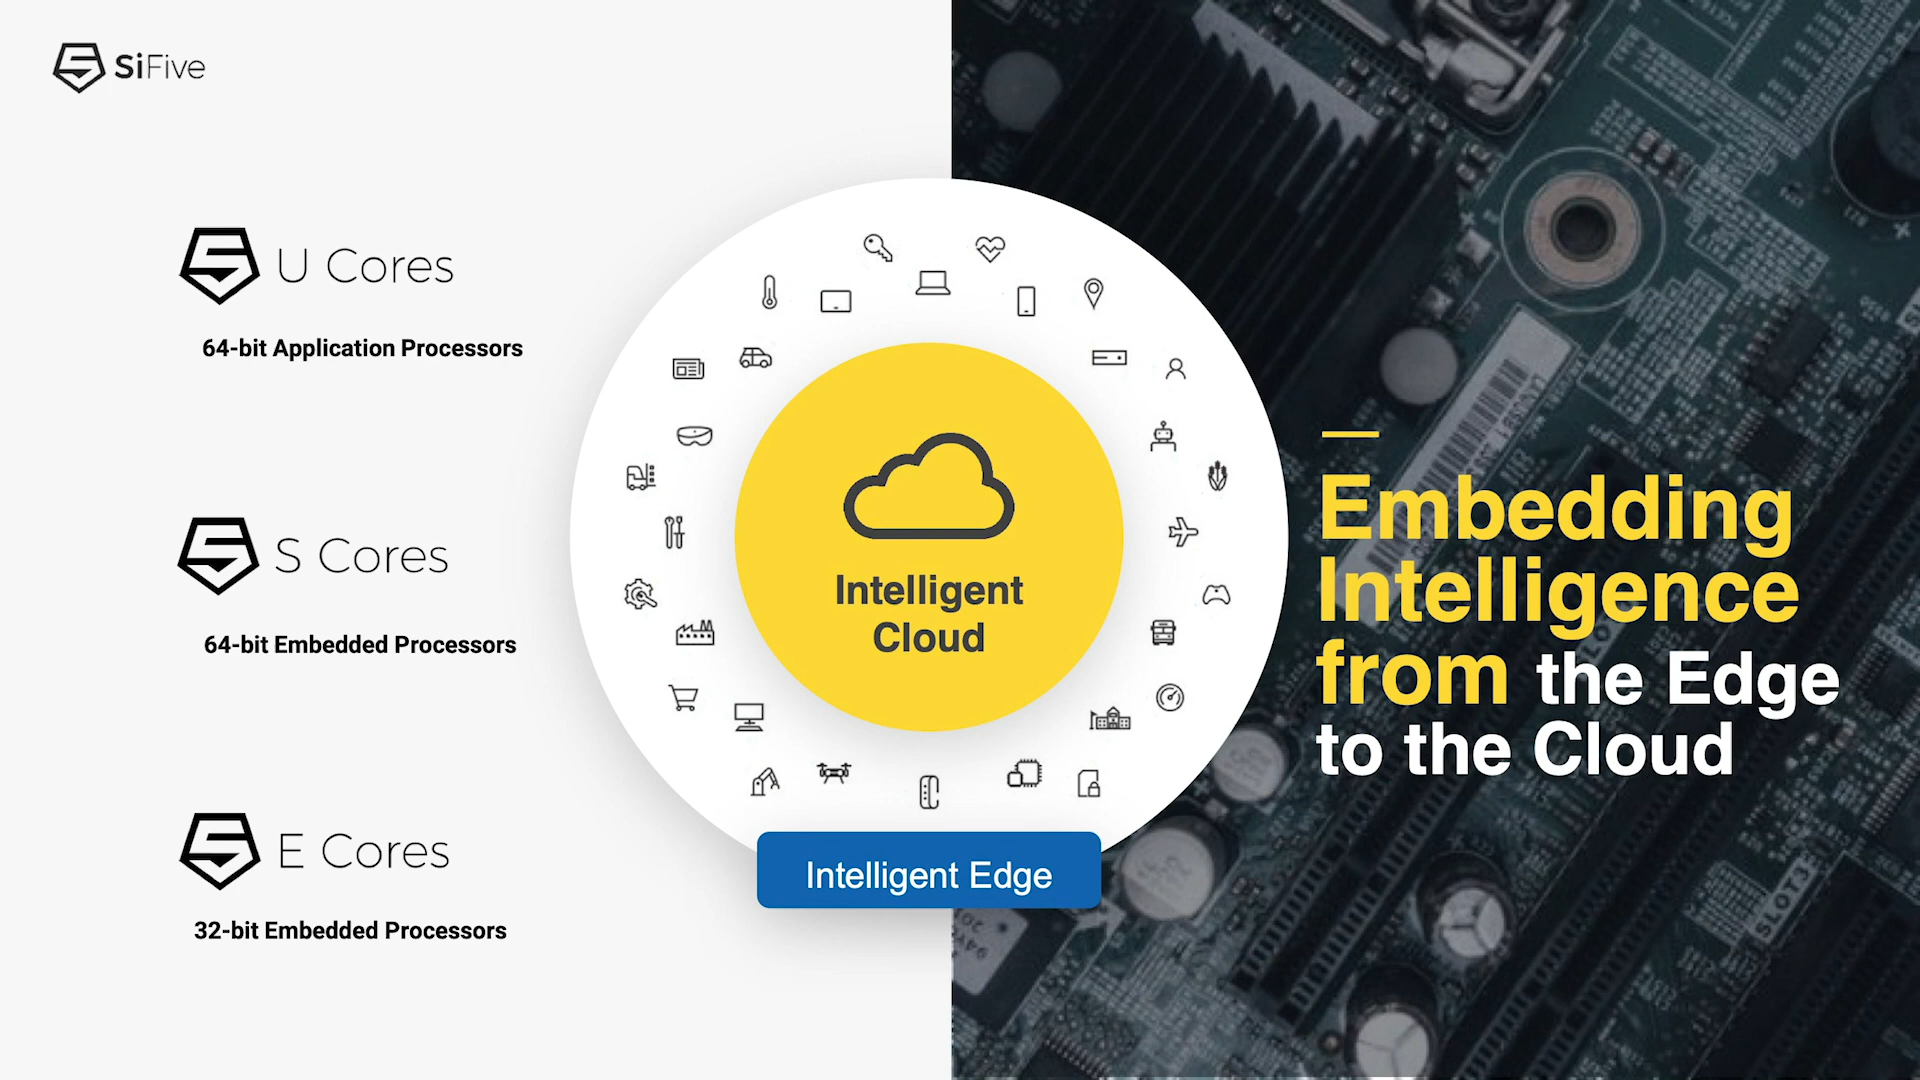 SiFive
U Cores
64-bit Application Processors
S Cores
64-bit Embedded Processors
E Cores
32-bit Embedded Processors
Intelligent
Cloud
Intelligent Edge
Embedding
Intelligence
from the Edge
to the Cloud
SLOT3